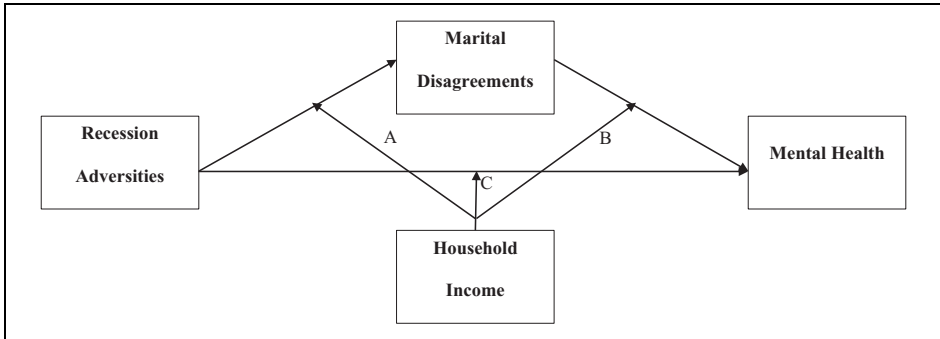 Marital
Disagreements
Recession
Adversities
A
B
Mental Health
C
Household
Income